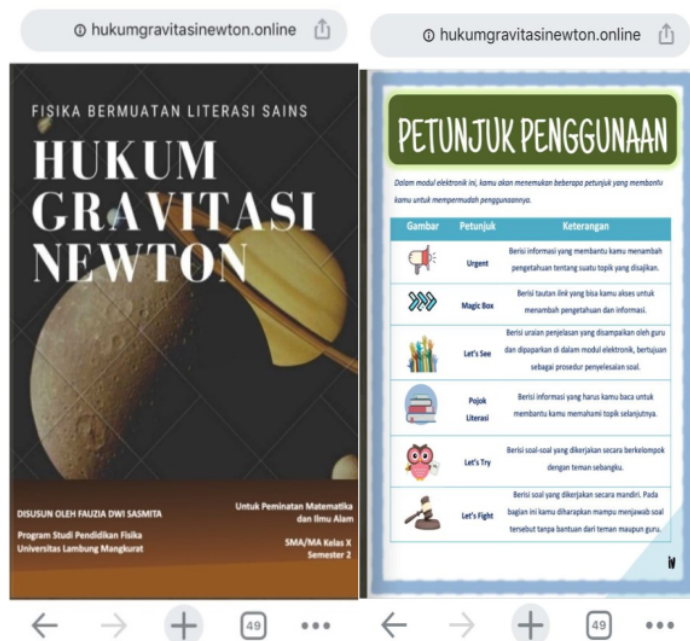 hukumgravitasinewton.online
FISIKA BERMUATAN LITERASI SAINS
HUKUM
GRAVITASI
NEWTON
DISUSUN OLEH FAUZIA DWI SASMITA
Program Studi Pendidikan Fisika
Universitas Lambung Mangkurat
Untuk Peminatan Matematika
dan Ilmu Alam
SMA/MA Kelas X
Semester 2
49
hukumgravitasinewton.online
PETUNJUK PENGGUNAAN
Dalam modul elektronik ini, kamu akan menemukan beberapa petunjuk yang membantu
kamu untuk mempermudah penggunaannya.
Gambar Petunjuk Keterangan
Urgent
Berisi informasi yang membantu kamu menambah
pengetahuan tentang suatu topik yang disajikan.
Magic Box
Berisi tautan link yang bisa kamu akses untuk
menambah pengetahuan dan informasi.
Let's See
Berisi uraian penjelasan yang disampaikan oleh guru
dan dipaparkan di dalam modul elektronik, bertujuan
sebagai prosedur penyelesaian soal.
Pojok
Literasi
Berisi informasi yang harus kamu baca untuk
membantu kamu memahami topik selanjutnya.
Let's Try
Berisi soal-soal yang dikerjakan secara berkelompok
dengan teman sebangku.
Let's Fight
Berisi soal yang dikerjakan secara mandiri. Pada
bagian ini kamu diharapkan mampu menjawab soal
tersebut tanpa bantuan dari teman maupun guru.
iv
49